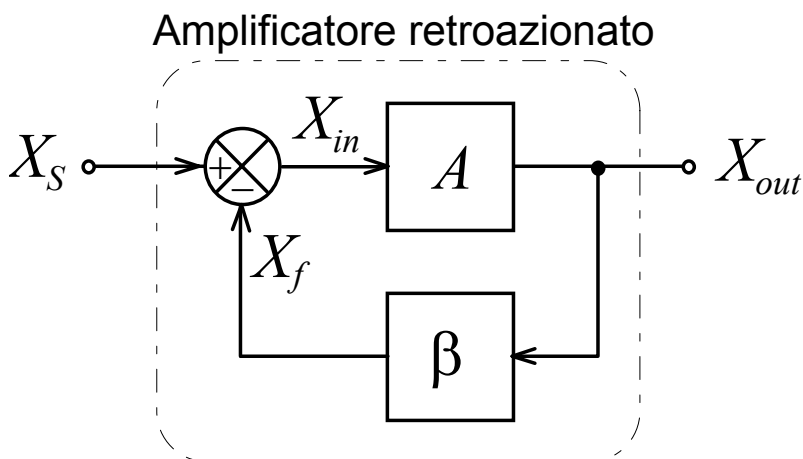 Amplificatore retroazionato
X_S
+
−
X_in
A
X_out
X_f
β